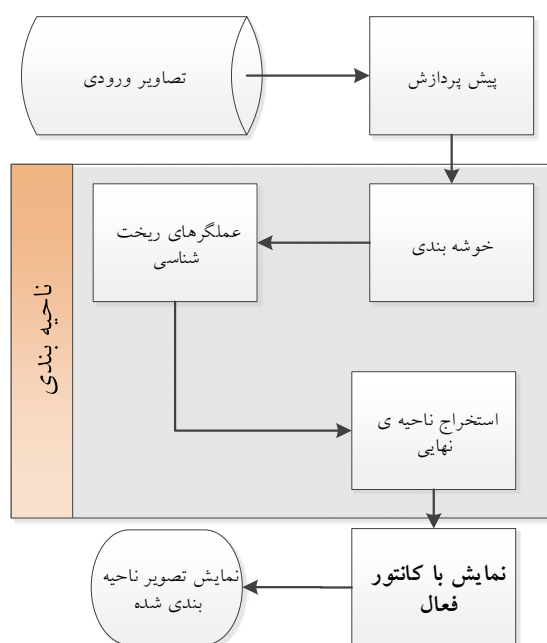 تصاویر ورودی
پیش پردازش
ناحیه بندی
خوشه بندی
عملگرهای ریخت
شناسی
استخراج ناحیه ی
نهایی
نمایش با کانتور
فعال
نمایش تصویر ناحیه
بندی شده